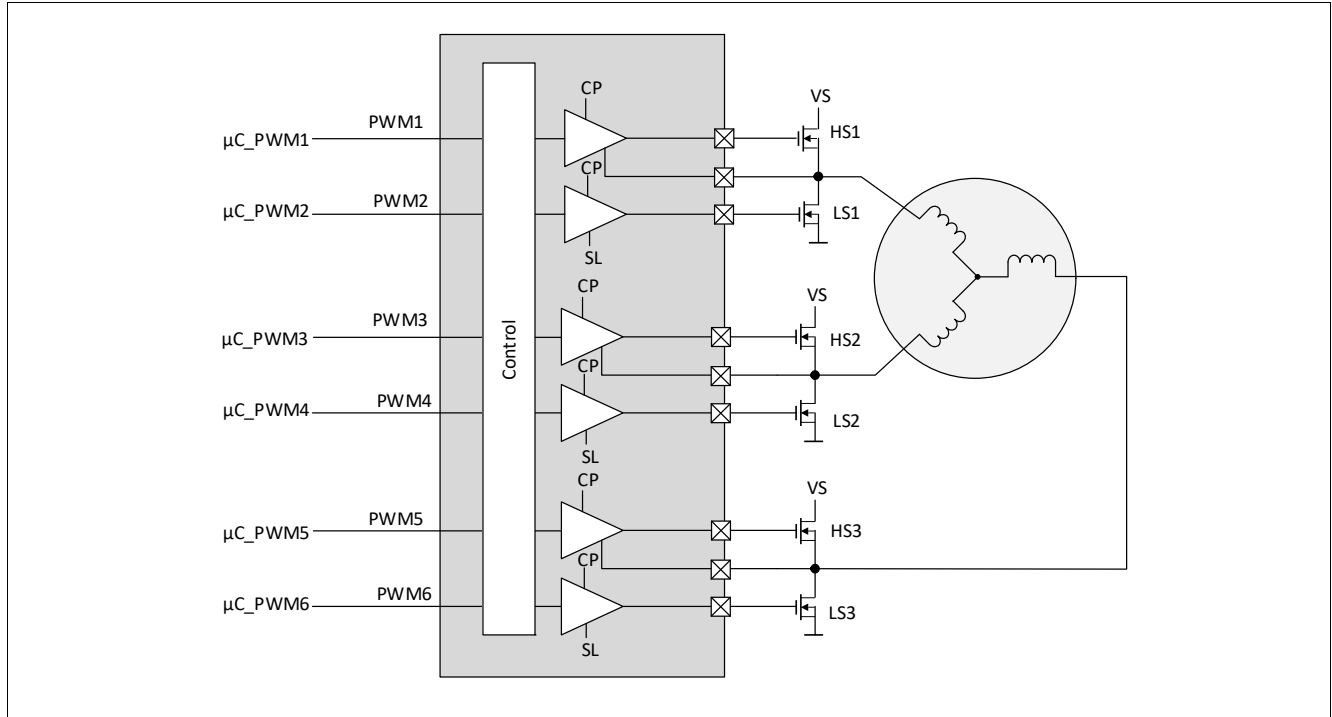 CP
VS
μC_PWM1
PWM1
HS1
CP
μC_PWM2
PWM2
LS1
SL
CP
VS
μC_PWM3
PWM3
HS2
Control
CP
μC_PWM4
PWM4
LS2
SL
CP
VS
μC_PWM5
PWM5
HS3
CP
μC_PWM6
PWM6
LS3
SL